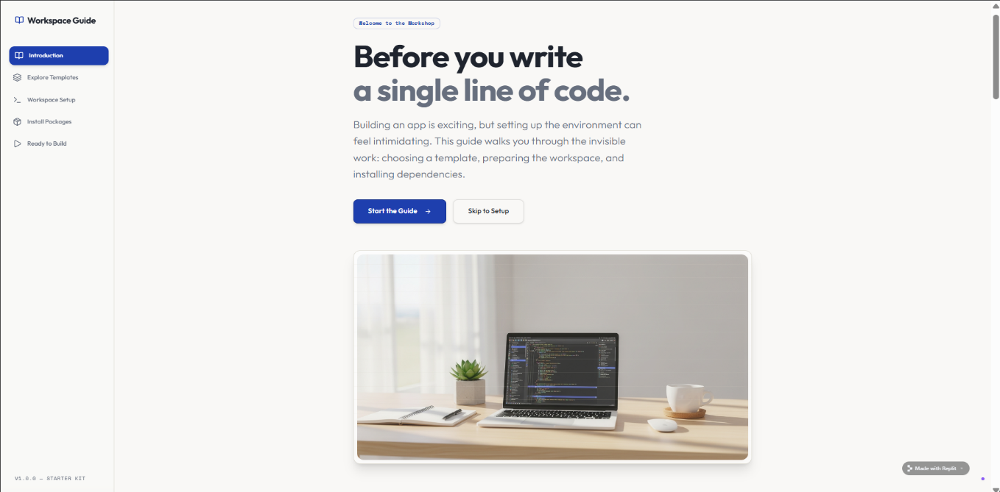 Workspace Guide
Introduction
Explore Templates
Workspace Setup
Install Packages
Ready to Build
V1.0.0 — STARTER KIT
Welcome to the Workshop
Before you write
a single line of code.
Building an app is exciting, but setting up the environment can
feel intimidating. This guide walks you through the invisible
work: choosing a template, preparing the workspace, and
installing dependencies.
Start the Guide →
Skip to Setup
Made with Replit